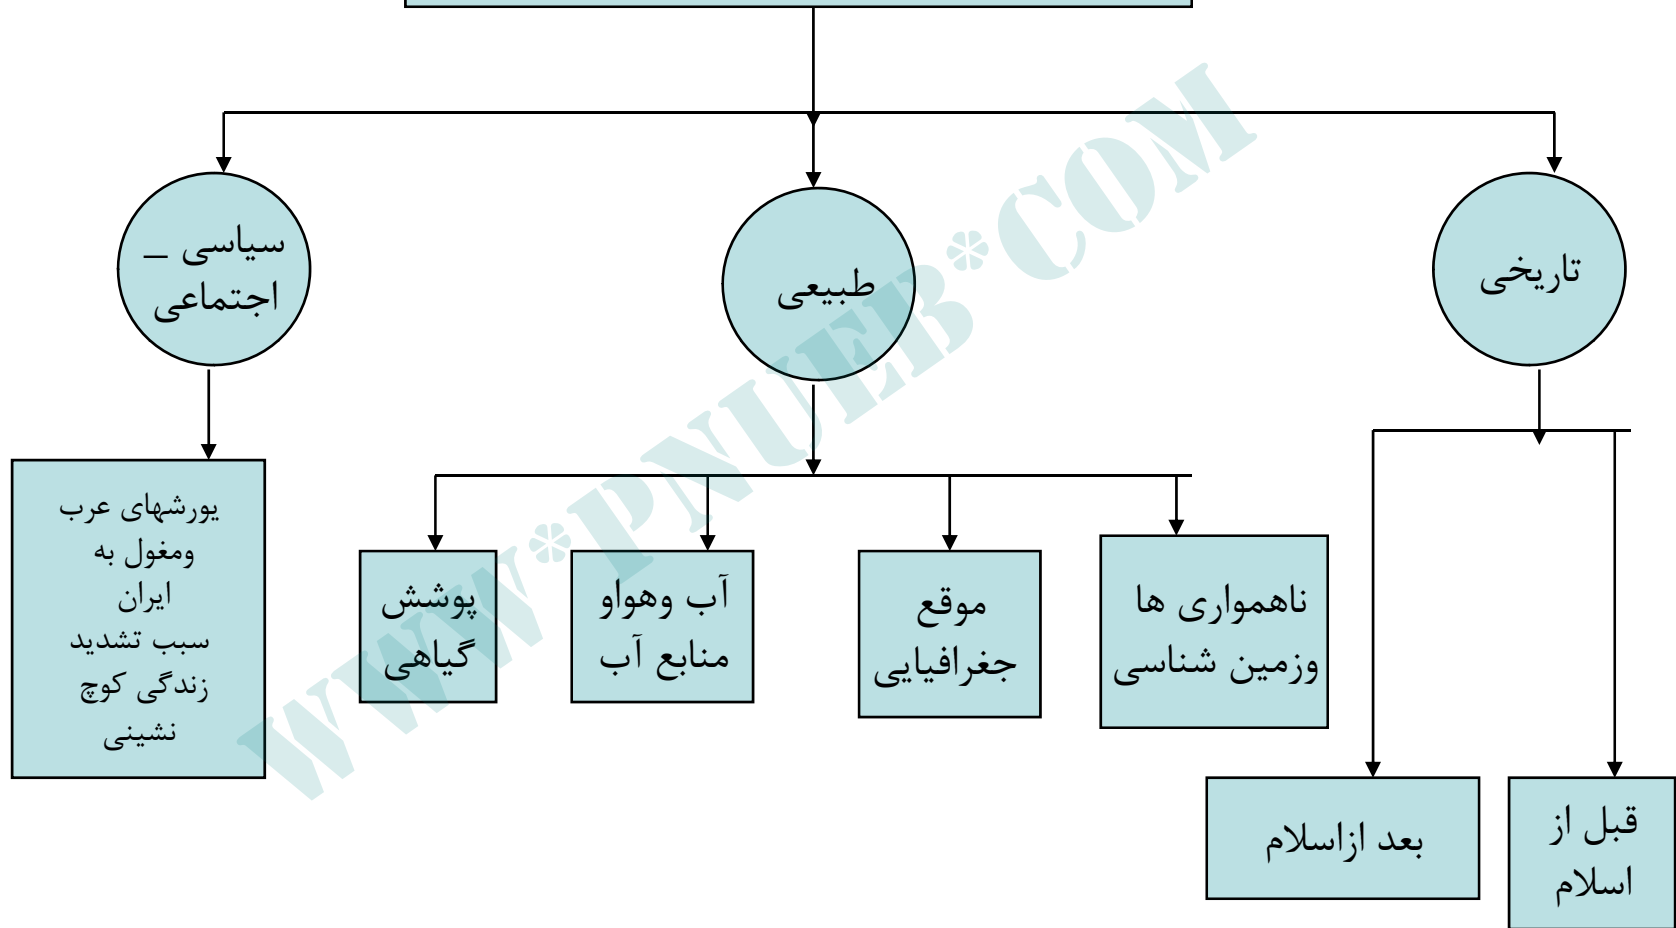 تاریخی
طبیعی
سیاسی –
اجتماعی
ناهمواری ها
وزمین شناسی
موقع
جغرافیایی
آب وهواو
منابع آب
پوشش
گیاهی
یورشهای عرب
ومغول به
ایران
سبب تشدید
زندگی کوچ
نشینی
قبل از
اسلام
بعد ازاسلام
WWW*PNUEB*COM